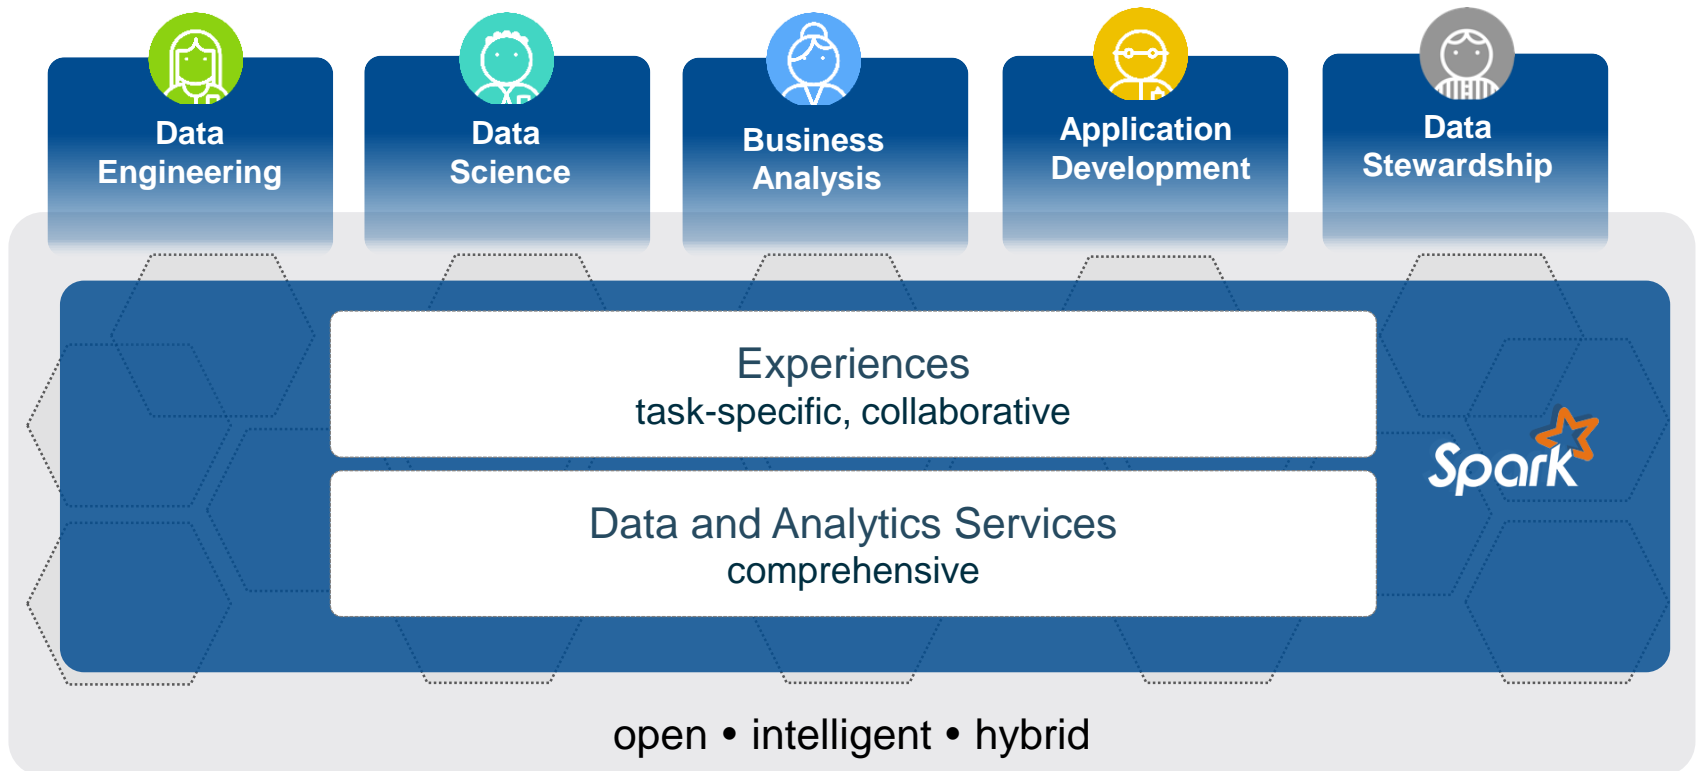 Data
Engineering
Data
Science
Business
Analysis
Application
Development
Data
Stewardship
Experiences
task-specific, collaborative
Spark
Data and Analytics Services
comprehensive
open • intelligent • hybrid